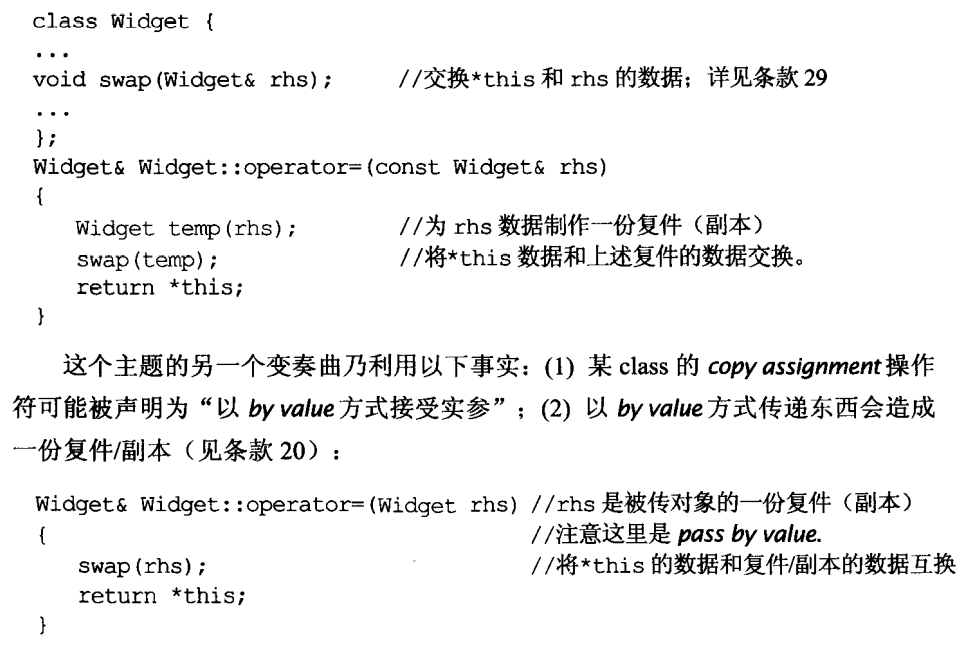 class Widget {
...
void swap(Widget& rhs); //交换*this 和 rhs 的数据；详见条款 29
...
};
Widget& Widget::operator=(const Widget& rhs)
{
Widget temp(rhs); //为 rhs 数据制作一份复件（副本）
swap(temp); //将*this 数据和上述复件的数据交换。
return *this;
}
这个主题的另一个变奏曲乃利用以下事实：(1) 某 class 的 copy assignment 操作
符可能被声明为“以 by value 方式接受实参”；(2) 以 by value 方式传递东西会造成
一份复件/副本（见条款 20）：
Widget& Widget::operator=(Widget rhs) //rhs 是被传对象的一份复件（副本）
{ //注意这里是 pass by value.
swap(rhs); //将*this 的数据和复件/副本的数据互换
return *this;
}